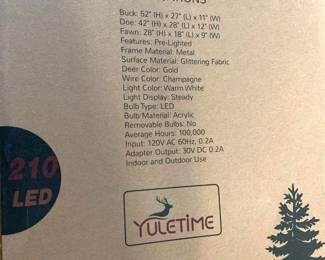 Buck: 52" (H) x 27" (L) x 11" (W)
Doe: 42" (H) x 28" (L) x 12" (W)
Fawn: 28" (H) x 18" (L) x 9" (W)
Features: Pre-Lighted
Frame Material: Metal
Surface Material: Glittering Fabric
Deer Color: Gold
Wire Color: Champagne
Light Color: Warm White
Light Display: Steady
Bulb Type: LED
Bulb Material: Acrylic
Removable Bulbs: No
Average Hours: 100,000
Input: 120V AC 60Hz, 0.2A
Adapter Output: 30V DC 0.2A
Indoor and Outdoor Use
210
LED
YULETIME